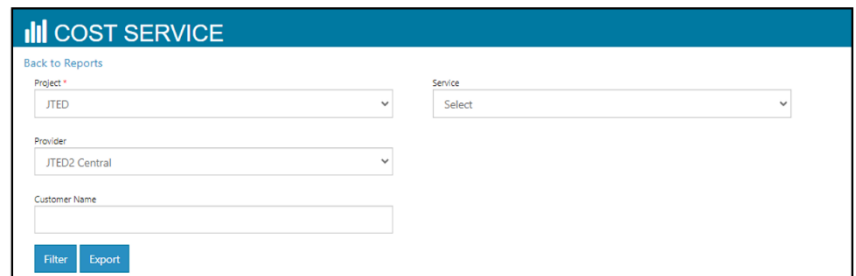 COST SERVICE
Back to Reports
Project *
Service
JTED
Select
Provider
JTED2 Central
Customer Name
Filter
Export